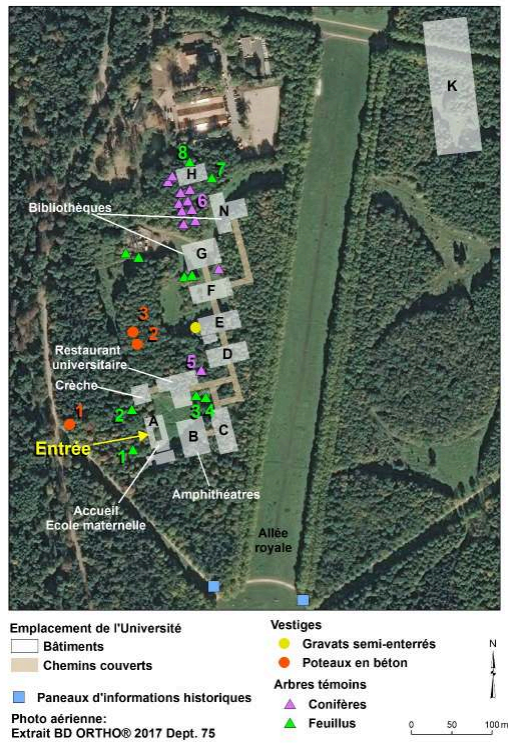 K
8
7
H
6
Bibliothèques
N
G
F
3
E
2
Restaurant
universitaire
D
5
Crèche
1
2
A
3
4
Entrée
B
C
1
Accueil
Ecole maternelle
Amphithéatres
Allée
royale
Emplacement de l'Université
Bâtiments
Chemins couverts
Paneaux d'informations historiques
Photo aérienne:
Extrait BD ORTHO® 2017 Dept. 75
Vestiges
Gravats semi-enterrés
Poteaux en béton
Arbres témoins
Conifères
Feuillus
N
0 50 100 m